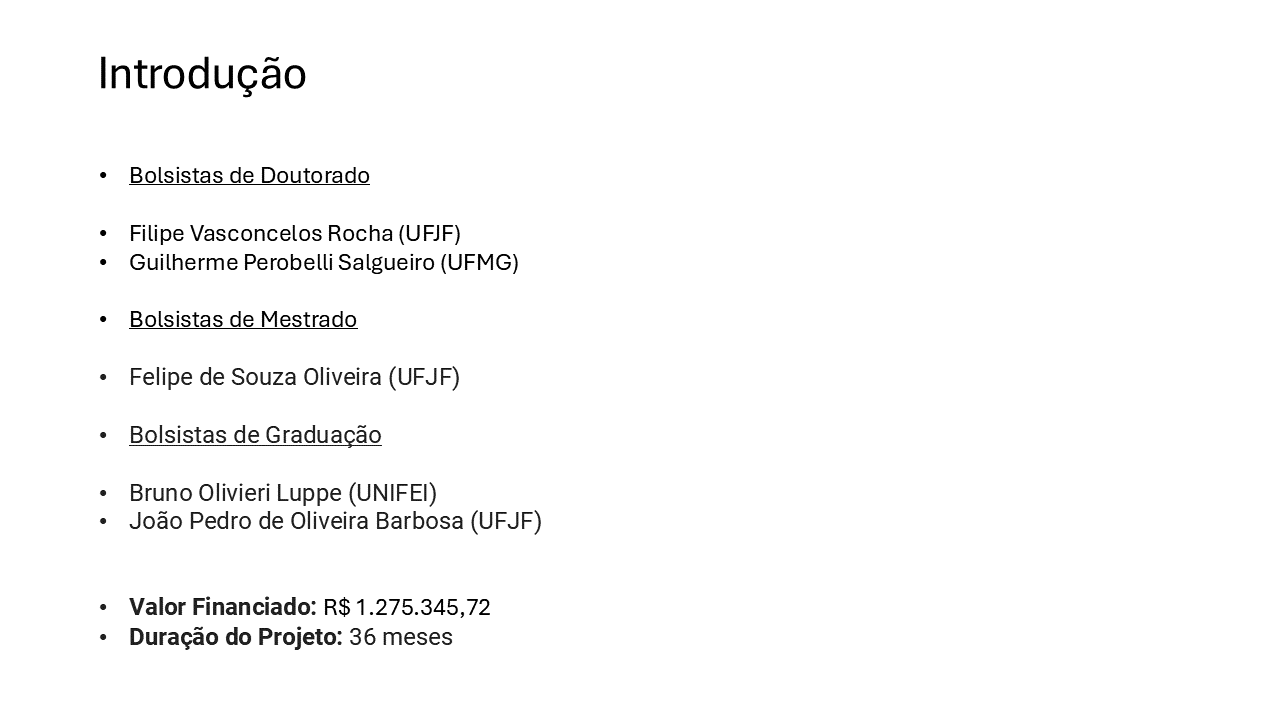 Introdução
• Bolsistas de Doutorado
• Filipe Vasconcelos Rocha (UFJF)
• Guilherme Perobelli Salgueiro (UFMG)
• Bolsistas de Mestrado
• Felipe de Souza Oliveira (UFJF)
• Bolsistas de Graduação
• Bruno Olivieri Luppe (UNIFEI)
• João Pedro de Oliveira Barbosa (UFJF)
• Valor Financiado: R$ 1.275.345,72
• Duração do Projeto: 36 meses